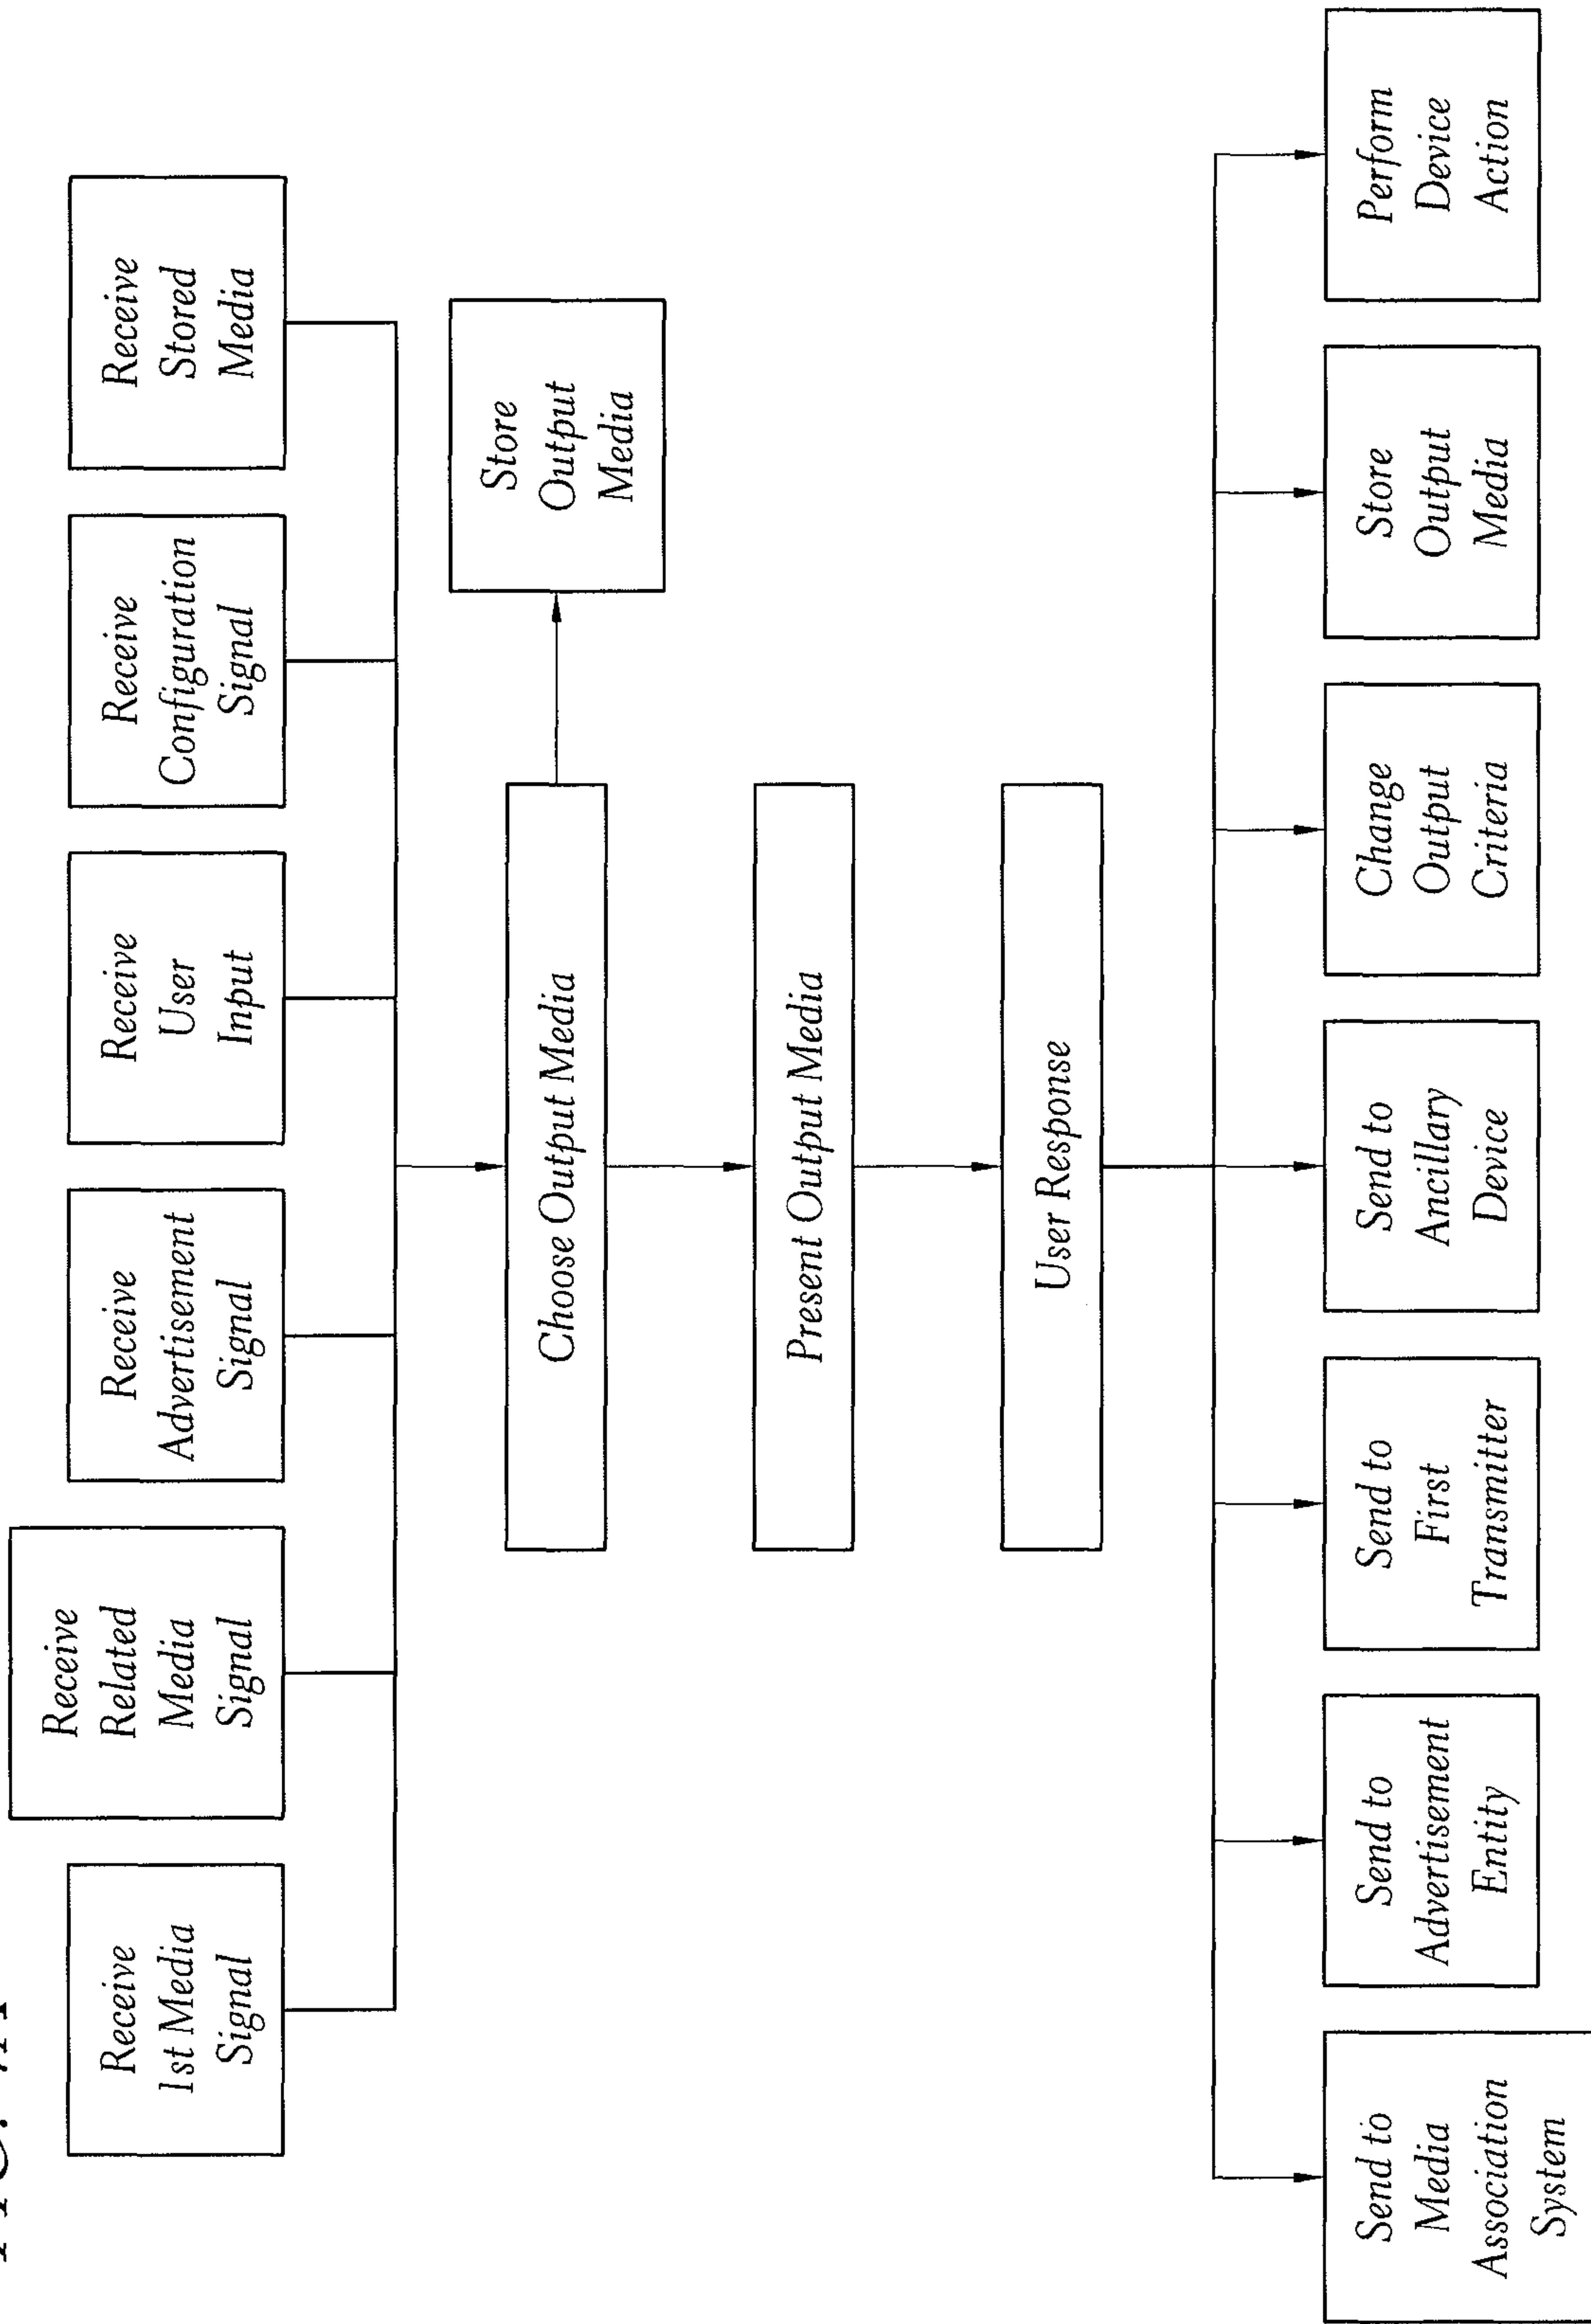 Receive
1st Media
Signal
Receive
Related
Media
Signal
Receive
Advertisement
Signal
Receive
User
Input
Receive
Configuration
Signal
Receive
Stored
Media
Choose Output Media
Store
Output
Media
Present Output Media
User Response
Send to
Media
Association
System
Send to
Advertisement
Entity
Send to
First
Transmitter
Send to
Ancillary
Device
Change
Output
Criteria
Store
Output
Media
Perform
Device
Action